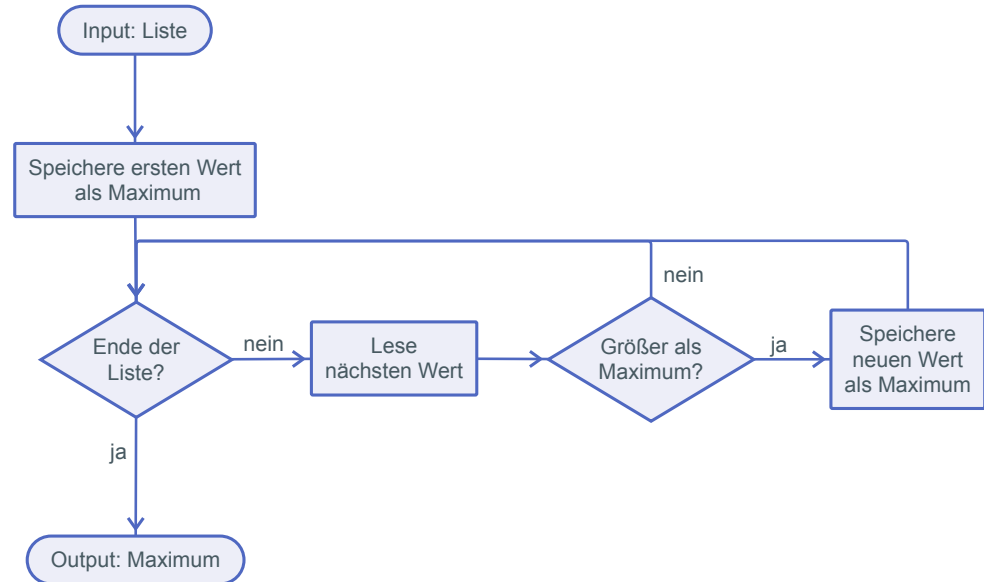 Input: Liste
Speichere ersten Wert
als Maximum
nein
Ende der
Liste?
nein
Lese
nächsten Wert
Größer als
Maximum?
ja
Speichere
neuen Wert
als Maximum
ja
Output: Maximum